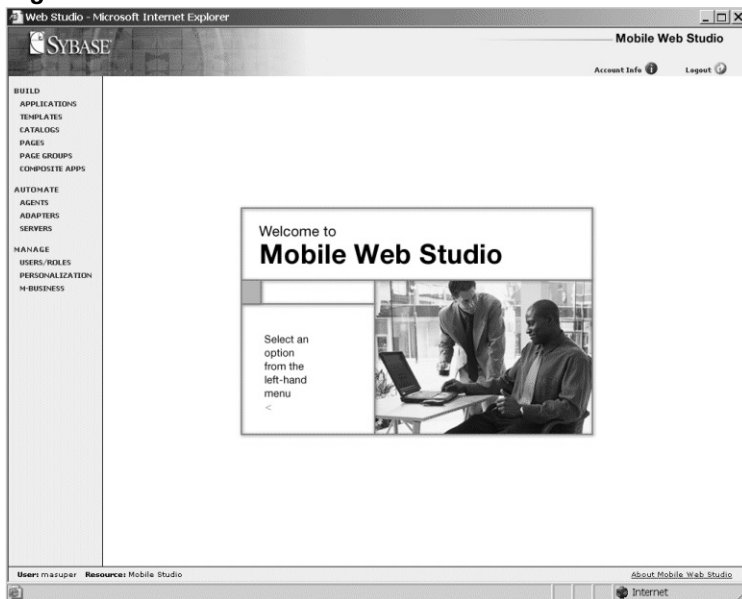 Web Studio - Microsoft Internet Explorer
SYBASE
Mobile Web Studio
Account Info
Logout
BUILD
APPLICATIONS
TEMPLATES
CATALOGS
PAGES
PAGE GROUPS
COMPOSITE APPS
AUTOMATE
AGENTS
ADAPTERS
SERVERS
MANAGE
USERS/ROLES
PERSONALIZATION
M-BUSINESS
Welcome to
Mobile Web Studio
Select an
option
from the
left-hand
menu
<
User: masuper Resource: Mobile Studio
About Mobile Web Studio
Internet